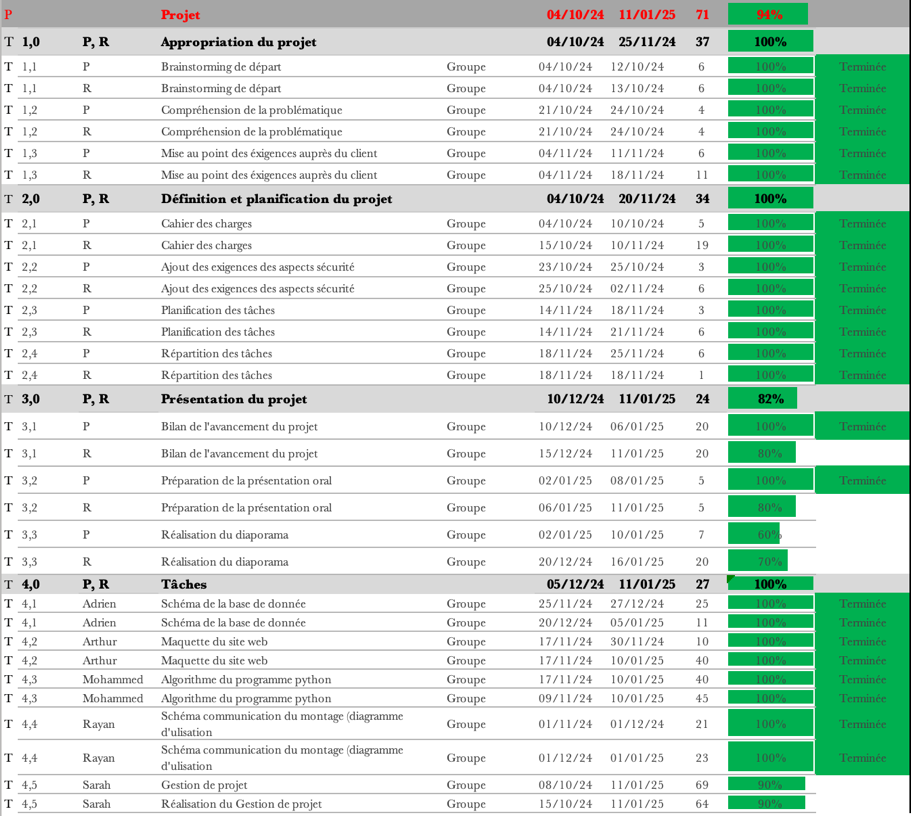 P Projet 04/10/24 11/01/25 71 94%
T 1,0 P, R Appropriation du projet 04/10/24 25/11/24 37 100%
T 1,1 P Brainstorming de départ Groupe 04/10/24 12/10/24 6 100% Terminée
T 1,1 R Brainstorming de départ Groupe 04/10/24 13/10/24 6 100% Terminée
T 1,2 P Compréhension de la problématique Groupe 21/10/24 24/10/24 4 100% Terminée
T 1,2 R Compréhension de la problématique Groupe 21/10/24 24/10/24 4 100% Terminée
T 1,3 P Mise au point des éxigences auprès du client Groupe 04/11/24 11/11/24 6 100% Terminée
T 1,3 R Mise au point des éxigences auprès du client Groupe 04/11/24 18/11/24 11 100% Terminée
T 2,0 P, R Définition et planification du projet 04/10/24 20/11/24 34 100%
T 2,1 P Cahier des charges Groupe 04/10/24 10/10/24 5 100% Terminée
T 2,1 R Cahier des charges Groupe 15/10/24 10/11/24 19 100% Terminée
T 2,2 P Ajout des exigences des aspects sécurité Groupe 23/10/24 25/10/24 3 100% Terminée
T 2,2 R Ajout des exigences des aspects sécurité Groupe 25/10/24 02/11/24 6 100% Terminée
T 2,3 P Planification des tâches Groupe 14/11/24 18/11/24 3 100% Terminée
T 2,3 R Planification des tâches Groupe 14/11/24 21/11/24 6 100% Terminée
T 2,4 P Répartition des tâches Groupe 18/11/24 25/11/24 6 100% Terminée
T 2,4 R Répartition des tâches Groupe 18/11/24 18/11/24 1 100% Terminée
T 3,0 P, R Présentation du projet 10/12/24 11/01/25 24 82%
T 3,1 P Bilan de l'avancement du projet Groupe 10/12/24 06/01/25 20 100% Terminée
T 3,1 R Bilan de l'avancement du projet Groupe 15/12/24 11/01/25 20 80%
T 3,2 P Préparation de la présentation oral Groupe 02/01/25 08/01/25 5 100% Terminée
T 3,2 R Préparation de la présentation oral Groupe 06/01/25 11/01/25 5 80%
T 3,3 P Réalisation du diaporama Groupe 02/01/25 10/01/25 7 60%
T 3,3 R Réalisation du diaporama Groupe 20/12/24 16/01/25 20 70%
T 4,0 P, R Tâches 05/12/24 11/01/25 27 100%
T 4,1 Adrien Schéma de la base de donnée Groupe 25/11/24 27/12/24 25 100% Terminée
T 4,1 Adrien Schéma de la base de donnée Groupe 20/12/24 05/01/25 11 100% Terminée
T 4,2 Arthur Maquette du site web Groupe 17/11/24 30/11/24 10 100% Terminée
T 4,2 Arthur Maquette du site web Groupe 17/11/24 10/01/25 40 100% Terminée
T 4,3 Mohammed Algorithme du programme python Groupe 17/11/24 10/01/25 40 100% Terminée
T 4,3 Mohammed Algorithme du programme python Groupe 09/11/24 10/01/25 45 100% Terminée
T 4,4 Rayan Schéma communication du montage (diagramme
d'ulisation Groupe 01/11/24 01/12/24 21 100% Terminée
T 4,4 Rayan Schéma communication du montage (diagramme
d'ulisation Groupe 01/12/24 01/01/25 23 100% Terminée
T 4,5 Sarah Gestion de projet Groupe 08/10/24 11/01/25 69 90%
T 4,5 Sarah Réalisation du Gestion de projet Groupe 15/10/24 11/01/25 64 90%